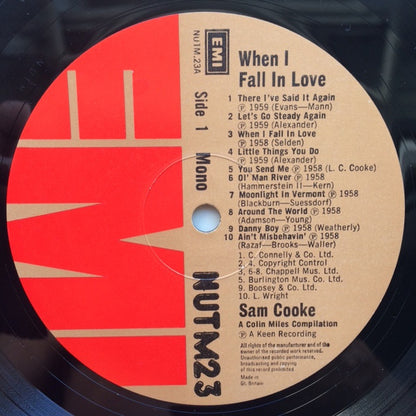 EMI
NUTM.23A
When I
Fall In Love
Side 1 Mono
1 There I've Said It Again
℗ 1959 (Evans—Mann)
2 Let's Go Steady Again
℗ 1959 (Alexander)
3 When I Fall In Love
℗ 1958 (Selden)
4 Little Things You Do
℗ 1959 (Alexander)
5 You Send Me ℗ 1958 (L. C. Cooke)
6 Ol' Man River ℗ 1958
(Hammerstein II—Kern)
7 Moonlight in Vermont ℗ 1958
(Blackburn—Suessdorf)
8 Around The World ℗ 1958
(Adamson—Young)
9 Danny Boy ℗ 1958 (Weatherly)
10 Ain't Misbehavin' ℗ 1958
(Razaf—Brooks—Waller)
1. C. Connelly & Co. Ltd.
2. 4. Copyright Control
3. 6-8. Chappell Mus. Ltd.
5. Burlington Mus. Co. Ltd.
9. Boosey & Co. Ltd.
10. L. Wright
Sam Cooke
A Colin Miles Compilation
℗ A Keen Recording
All rights of the manufacturer and of the
owner of the recorded work reserved.
Unauthorised public performance,
broadcasting and copying
of this record prohibited
Made in
Gt. Britain
NUTM23
EMI